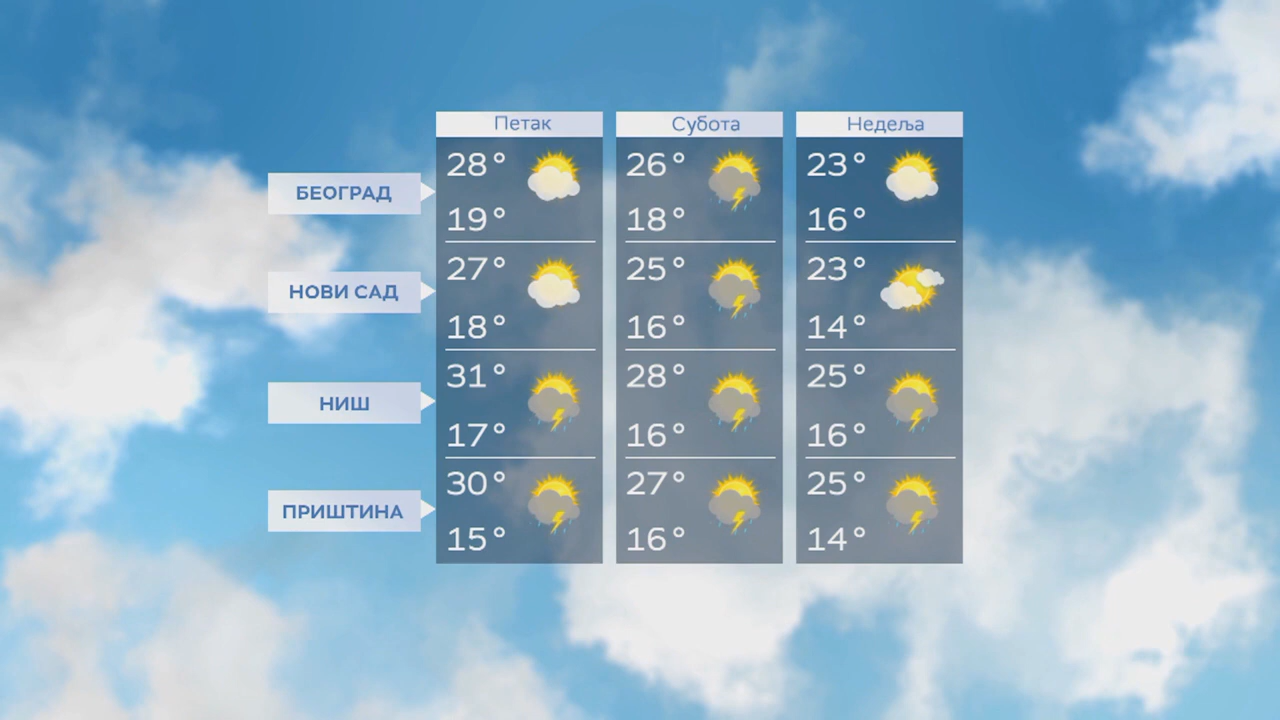 Петак Субота Недеља
БЕОГРАД 28° 26° 23°
19° 18° 16°
НОВИ САД 27° 25° 23°
18° 16° 14°
НИШ 31° 28° 25°
17° 16° 16°
ПРИШТИНА 30° 27° 25°
15° 16° 14°